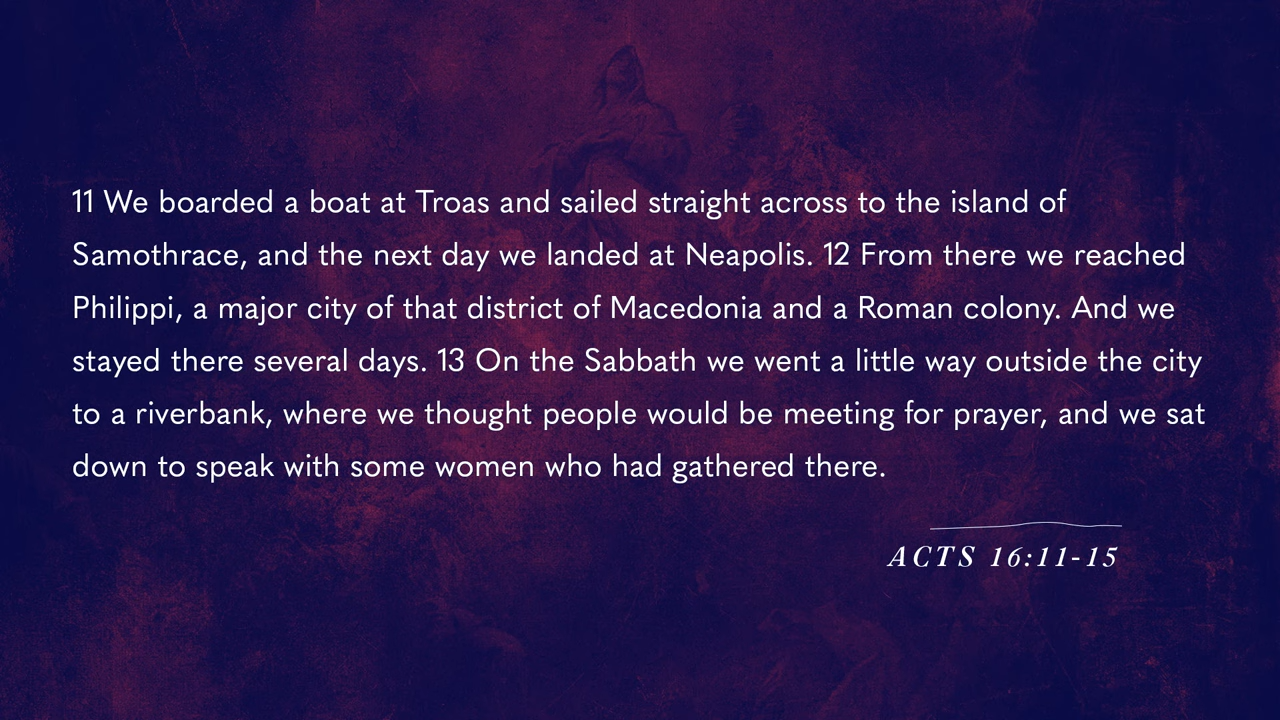 11 We boarded a boat at Troas and sailed straight across to the island of
Samothrace, and the next day we landed at Neapolis. 12 From there we reached
Philippi, a major city of that district of Macedonia and a Roman colony. And we
stayed there several days. 13 On the Sabbath we went a little way outside the city
to a riverbank, where we thought people would be meeting for prayer, and we sat
down to speak with some women who had gathered there.
ACTS 16:11-15